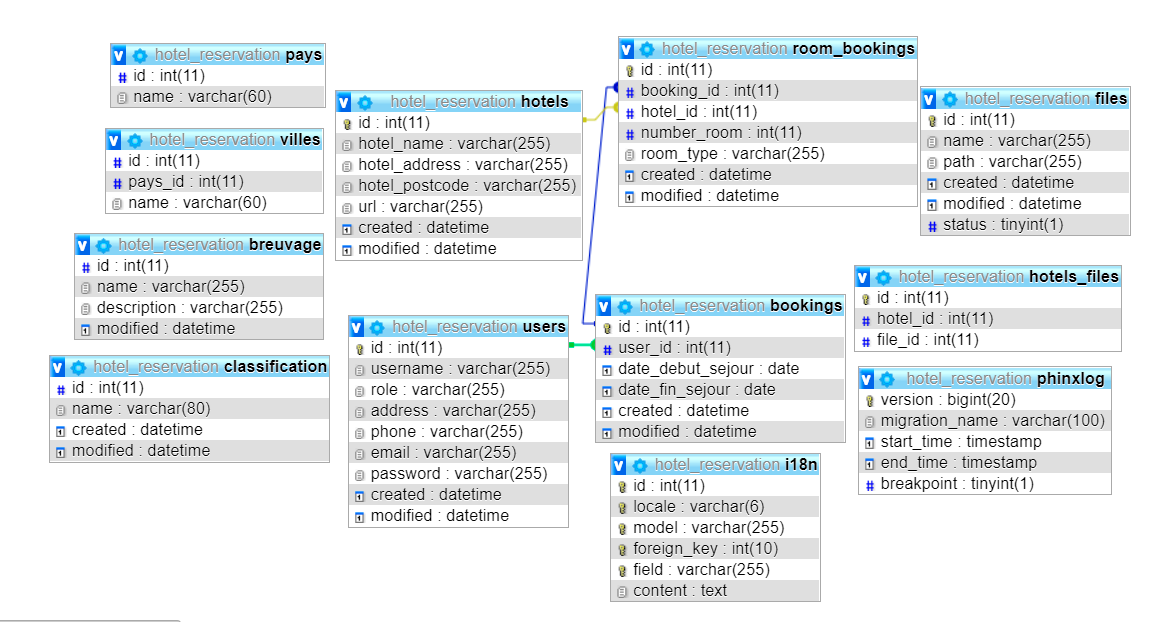 hotel_reservation pays
id : int(11)
name : varchar(60)
hotel_reservation villes
id : int(11)
pays_id : int(11)
name : varchar(60)
hotel_reservation breuvage
id : int(11)
name : varchar(255)
description : varchar(255)
modified : datetime
hotel_reservation classification
id : int(11)
name : varchar(80)
created : datetime
modified : datetime
hotel_reservation hotels
id : int(11)
hotel_name : varchar(255)
hotel_address : varchar(255)
hotel_postcode : varchar(255)
url : varchar(255)
created : datetime
modified : datetime
hotel_reservation users
id : int(11)
username : varchar(255)
role : varchar(255)
address : varchar(255)
phone : varchar(255)
email : varchar(255)
password : varchar(255)
created : datetime
modified : datetime
hotel_reservation room_bookings
id : int(11)
booking_id : int(11)
hotel_id : int(11)
number_room : int(11)
room_type : varchar(255)
created : datetime
modified : datetime
hotel_reservation bookings
id : int(11)
user_id : int(11)
date_debut_sejour : date
date_fin_sejour : date
created : datetime
modified : datetime
hotel_reservation i18n
id : int(11)
locale : varchar(6)
model : varchar(255)
foreign_key : int(10)
field : varchar(255)
content : text
hotel_reservation files
id : int(11)
name : varchar(255)
path : varchar(255)
created : datetime
modified : datetime
status : tinyint(1)
hotel_reservation hotels_files
id : int(11)
hotel_id : int(11)
file_id : int(11)
hotel_reservation phinxlog
version : bigint(20)
migration_name : varchar(100)
start_time : timestamp
end_time : timestamp
breakpoint : tinyint(1)